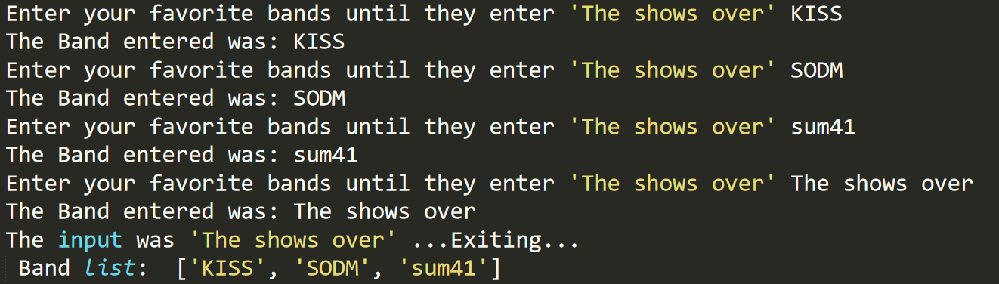 Enter your favorite bands until they enter 'The shows over' KISS
The Band entered was: KISS
Enter your favorite bands until they enter 'The shows over' SODM
The Band entered was: SODM
Enter your favorite bands until they enter 'The shows over' sum41
The Band entered was: sum41
Enter your favorite bands until they enter 'The shows over' The shows over
The Band entered was: The shows over
The input was 'The shows over' ...Exiting...
Band list:  ['KISS', 'SODM', 'sum41']